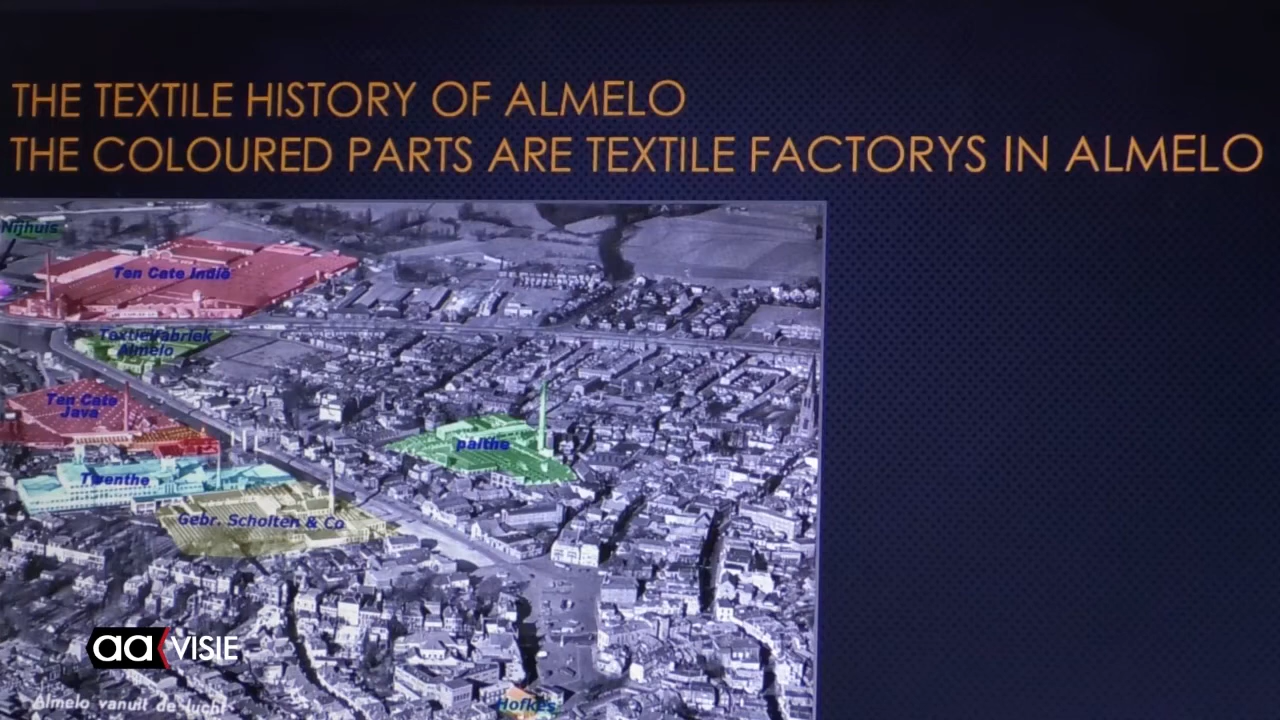 THE TEXTILE HISTORY OF ALMELO
THE COLOURED PARTS ARE TEXTILE FACTORYS IN ALMELO
Nijhuis
Ten Cate Indië
Textielfabriek
Almelo
Ten Cate
Java
palthe
Twenthe
Gebr. Scholten & Co
aa VISIE
Almelo vanuit de lucht
Hofkes